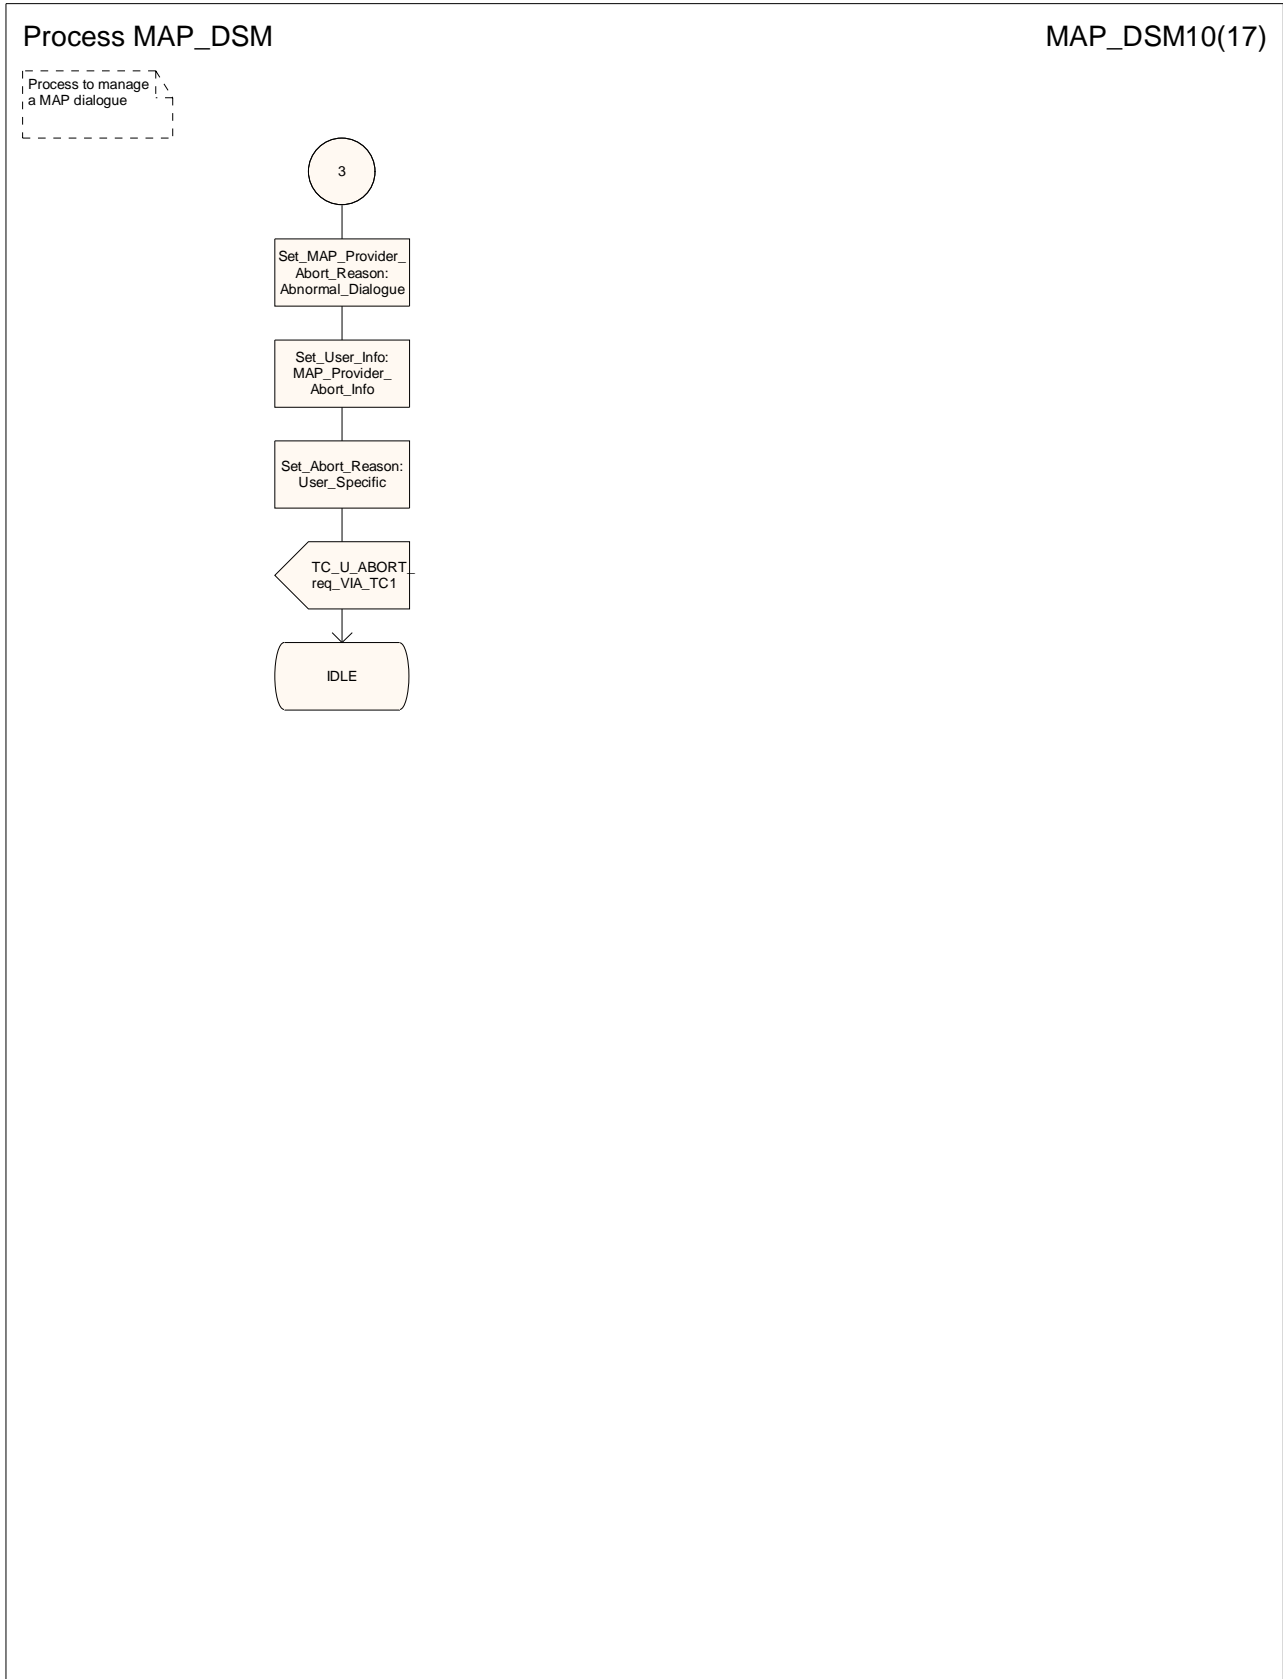 Process MAP_DSM
MAP_DSM10(17)
Process to manage
a MAP dialogue
3
Set_MAP_Provider_
Abort_Reason:
Abnormal_Dialogue
Set_User_Info:
MAP_Provider_
Abort_Info
Set_Abort_Reason:
User_Specific
TC_U_ABORT_
req_VIA_TC1
IDLE